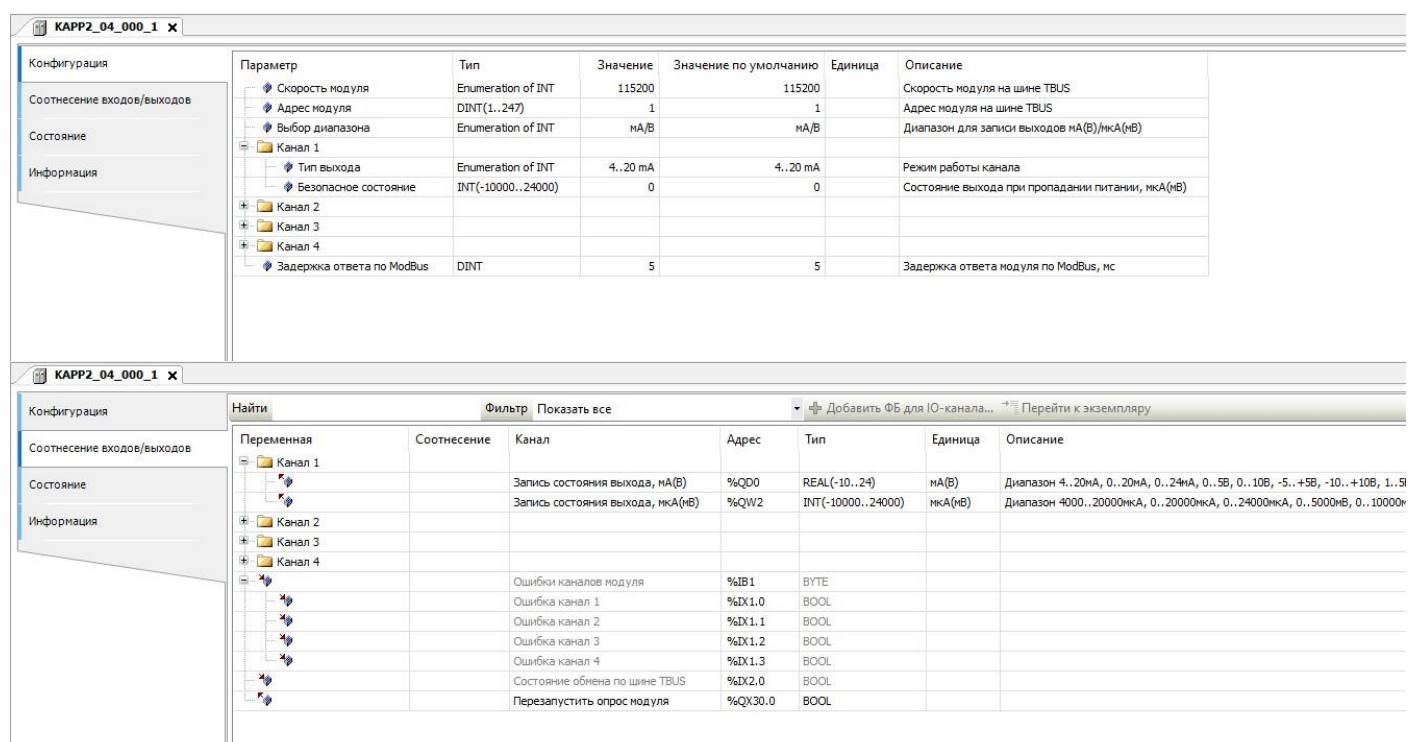 KAPP2_04_000_1 x
Конфигурация
Соотнесение входов/выходов
Состояние
Информация
Параметр Тип Значение Значение по умолчанию Единица Описание
Скорость модуля Enumeration of INT 115200 115200 Скорость модуля на шине TBUS
Адрес модуля DINT(1..247) 1 1 Адрес модуля на шине TBUS
Выбор диапазона Enumeration of INT мА/В мА/В Диапазон для записи выходов мА(В)/мкА(мВ)
Канал 1
Тип выхода Enumeration of INT 4..20 mA 4..20 mA Режим работы канала
Безопасное состояние INT(-10000..24000) 0 0 Состояние выхода при пропадании питании, мкА(мВ)
Канал 2
Канал 3
Канал 4
Задержка ответа по ModBus DINT 5 5 Задержка ответа модуля по ModBus, мс
KAPP2_04_000_1 x
Конфигурация
Соотнесение входов/выходов
Состояние
Информация
Найти Фильтр Показать все Добавить ФБ для IO-канала... Перейти к экземпляру
Переменная Соотнесение Канал Адрес Тип Единица Описание
Канал 1
Запись состояния выхода, мА(В) %QD0 REAL(-10..24) мА(В) Диапазон 4..20мА, 0..20мА, 0..24мА, 0..5В, 0..10В, -5..+5В, -10..+10В, 1..5
Запись состояния выхода, мкА(мВ) %QW2 INT(-10000..24000) мкА(мВ) Диапазон 4000..20000мкА, 0..20000мкА, 0..24000мкА, 0..5000мВ, 0..10000м
Канал 2
Канал 3
Канал 4
Ошибки каналов модуля %IB1 BYTE
Ошибка канал 1 %IX1.0 BOOL
Ошибка канал 2 %IX1.1 BOOL
Ошибка канал 3 %IX1.2 BOOL
Ошибка канал 4 %IX1.3 BOOL
Состояние обмена по шине TBUS %IX2.0 BOOL
Перезапустить опрос модуля %QX30.0 BOOL